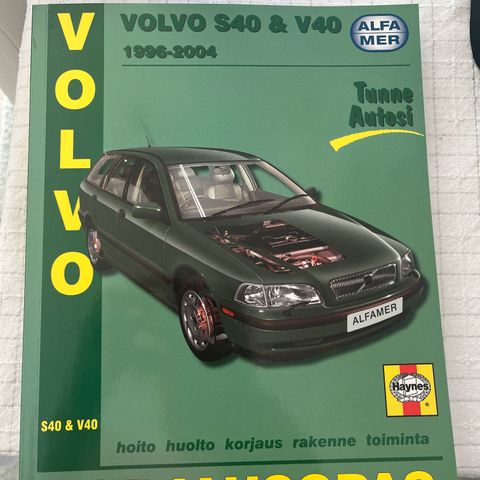 VOLVO
VOLVO S40 & V40
1996-2004
ALFA
MER
Tunne
Autosi
ALFAMER
Haynes
S40 & V40
hoito huolto korjaus rakenne toiminta